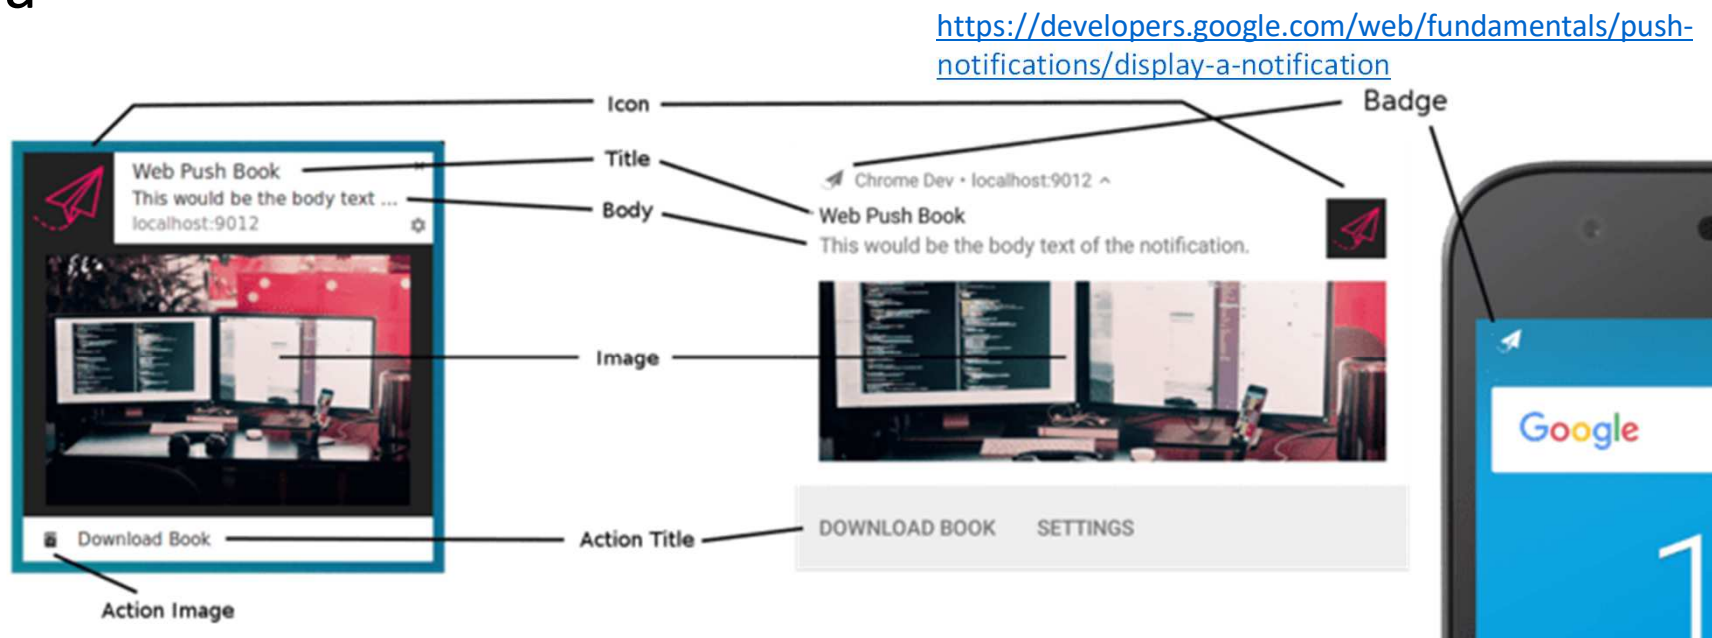 https://developers.google.com/web/fundamentals/push-
notifications/display-a-notification
Icon
Badge
Title
Body
Image
Action Title
Action Image
Web Push Book
This would be the body text ...
localhost:9012
Download Book
Chrome Dev • localhost:9012
Web Push Book
This would be the body text of the notification.
DOWNLOAD BOOK SETTINGS
Google
1